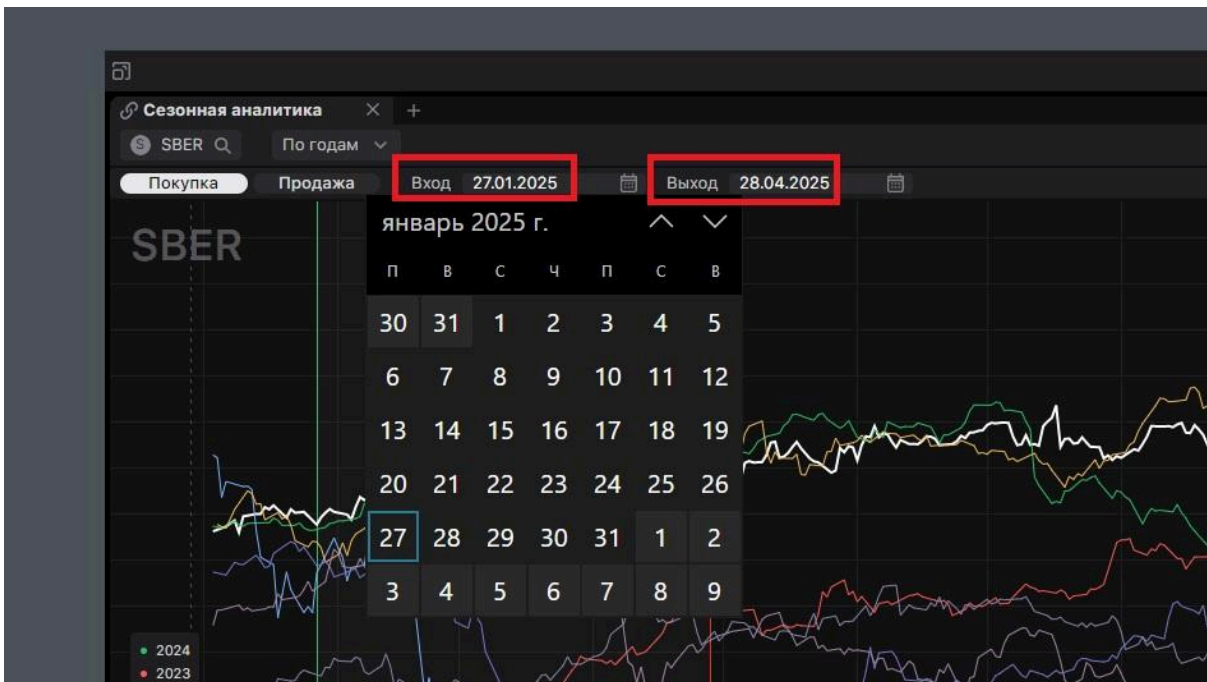 Сезонная аналитика
S SBER По годам
Покупка Продажа Вход 27.01.2025 Выход 28.04.2025
январь 2025 г.
SBER
П В С Ч П С В
30 31 1 2 3 4 5
6 7 8 9 10 11 12
13 14 15 16 17 18 19
20 21 22 23 24 25 26
27 28 29 30 31 1 2
3 4 5 6 7 8 9
2024
2023